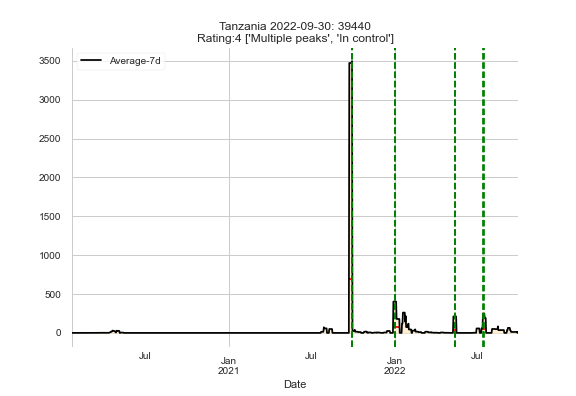 Tanzania 2022-09-30: 39440
Rating:4 ['Multiple peaks', 'In control']
Average-7d
3500
3000
2500
2000
1500
1000
500
0
Jul
Jan
2021
Jul
Jan
2022
Jul
Date